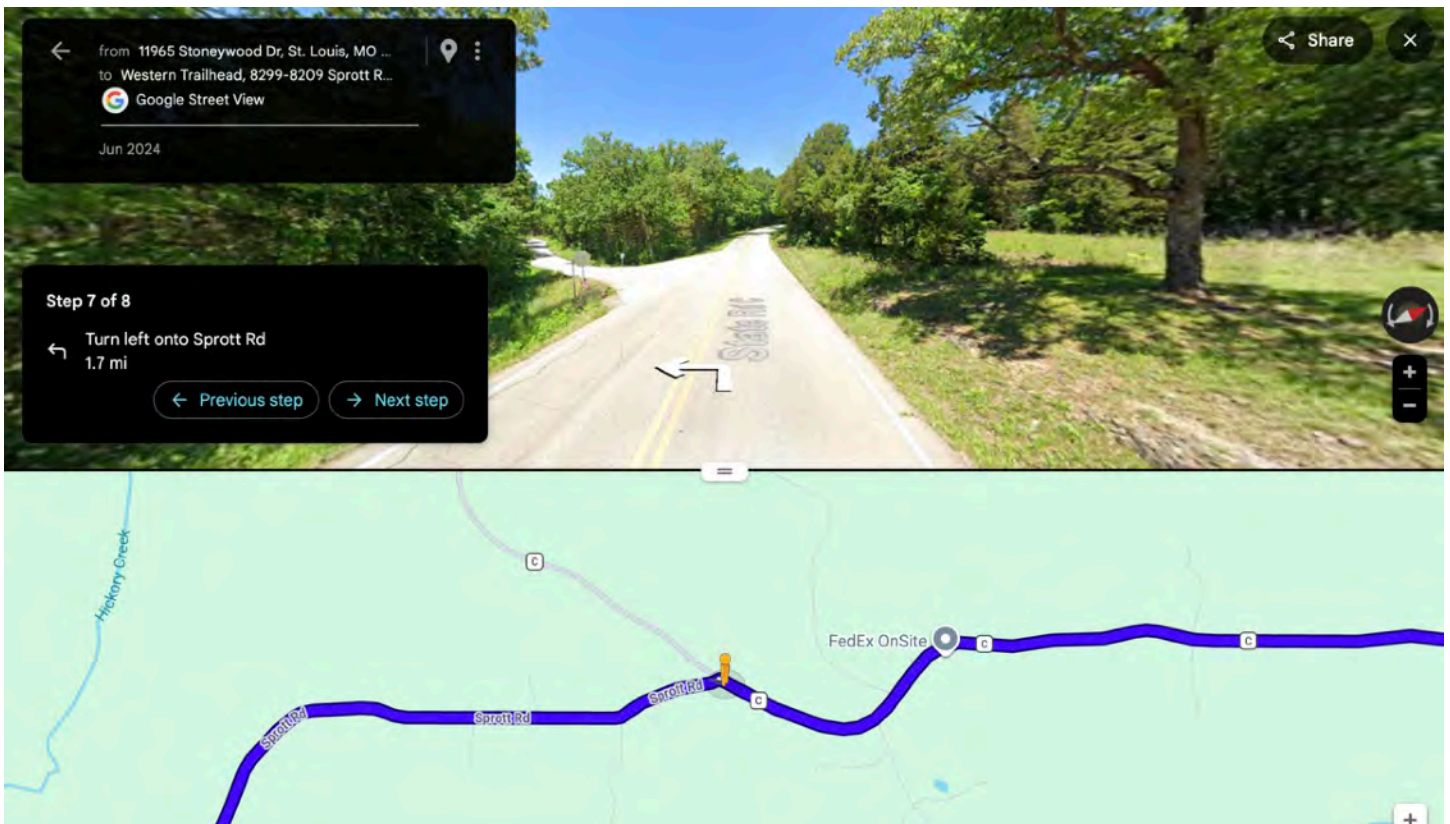 from 11965 Stoneywood Dr, St. Louis, MO ...
to Western Trailhead, 8299-8209 Sprott R...
Google Street View
Jun 2024
Share
Step 7 of 8
Turn left onto Sprott Rd
1.7 mi
Previous step
Next step
State Rd C
Hickory Creek
C
FedEx OnSite
C
C
Sprott Rd
C
Sprott Rd
Sprott Rd